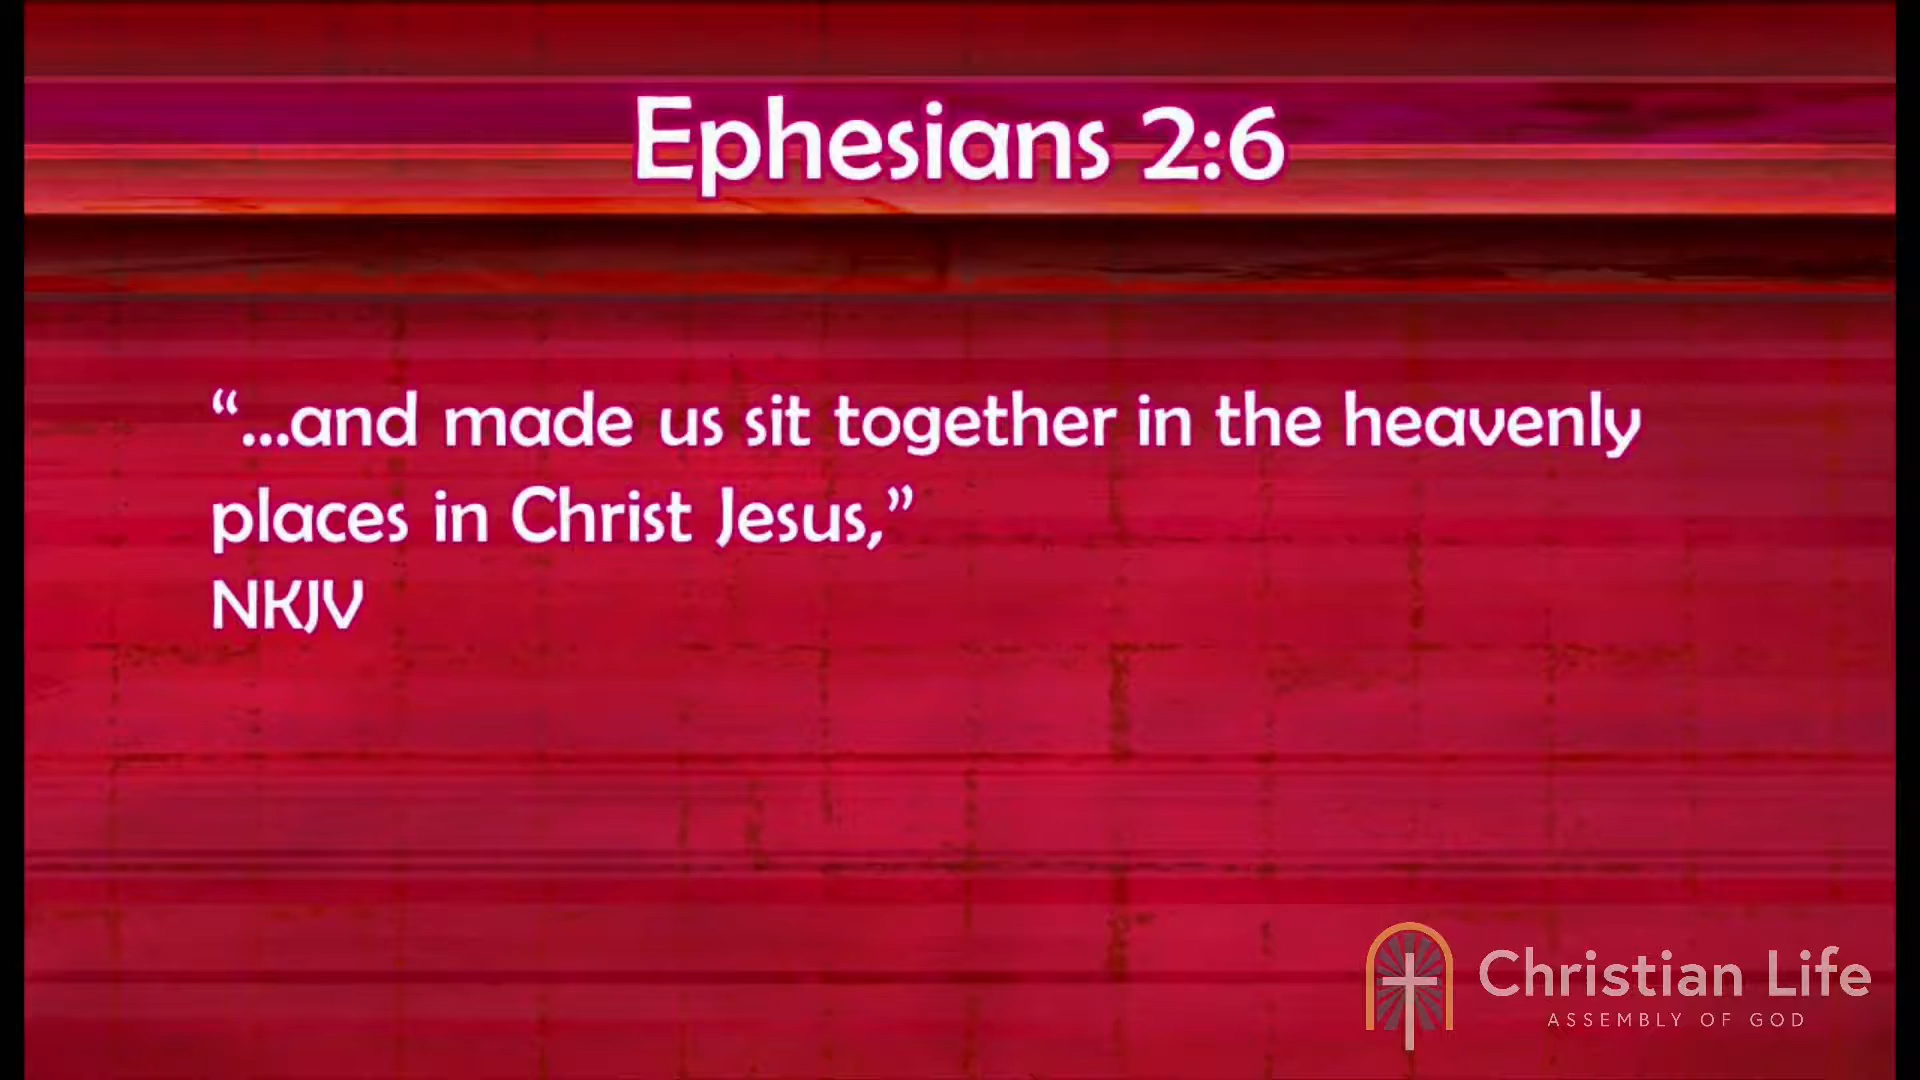 Ephesians 2:6
“...and made us sit together in the heavenly
places in Christ Jesus,”
NKJV
Christian Life
ASSEMBLY OF GOD